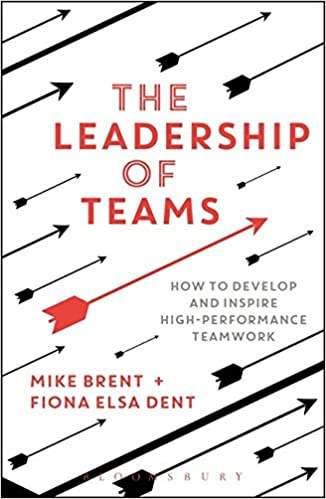 THE
LEADERSHIP
OF
TEAMS
HOW TO DEVELOP
AND INSPIRE
HIGH-PERFORMANCE
TEAMWORK
MIKE BRENT +
FIONA ELSA DENT
BLOOMSBURY